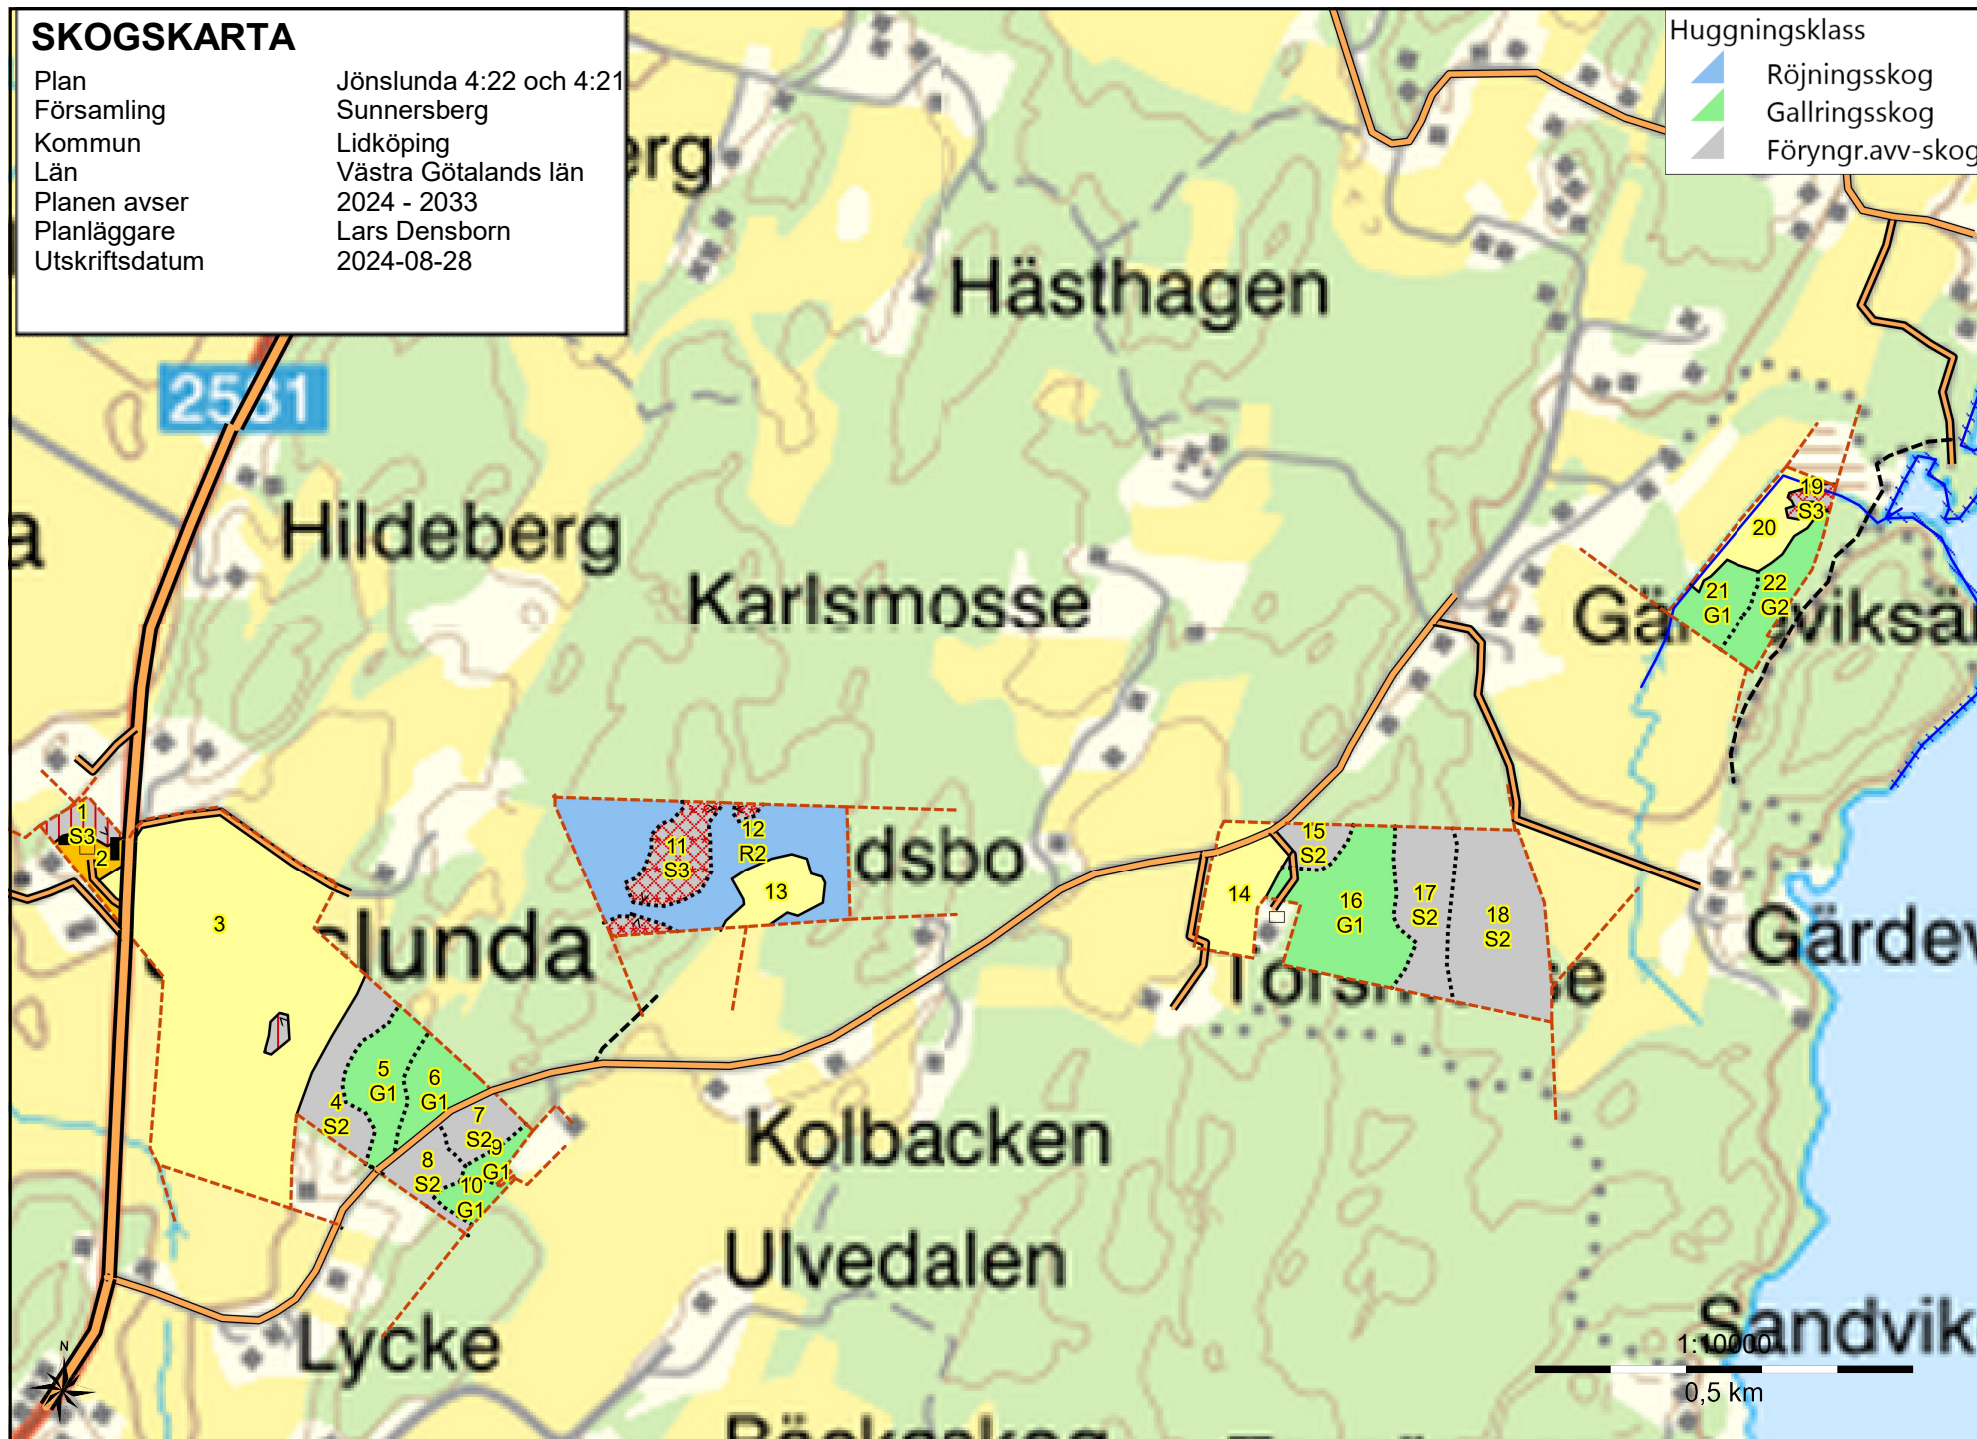 SKOGSKARTA
Plan Jönslunda 4:22 och 4:21
Församling Sunnersberg
Kommun Lidköping
Län Västra Götalands län
Planen avser 2024 - 2033
Planläggare Lars Densborn
Utskriftsdatum 2024-08-28
Huggningsklass
Röjningsskog
Gallringsskog
Föryngr.avv-skog
erg
Hästhagen
2581
a
Hildeberg
Karlsmosse
19
S3
20
21
G1
22
G2
1
S3
2
3
11
S3
12
R2
13
dsbo
14
15
S2
16
G1
17
S2
18
S2
lunda
Gärdev
4
S2
5
G1
6
G1
7
S2
8
S2
9
G1
10
G1
Kolbacken
Ulvedalen
Lycke
Sandvik
N
1:10000
0,5 km